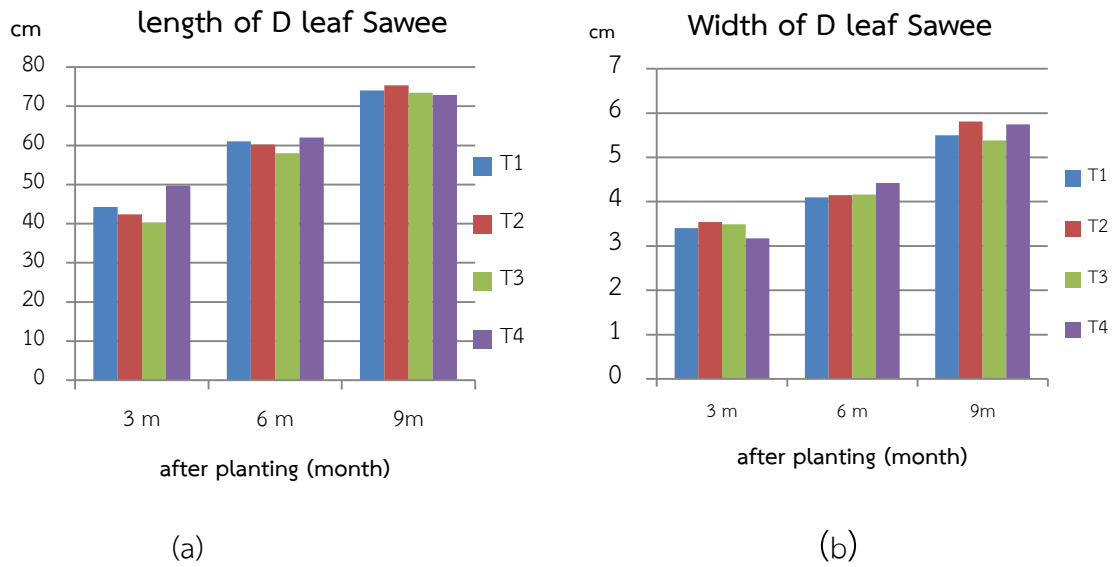 length of D leaf Sawee
cm
80
70
60
50
40
30
20
10
0
3 m 6 m 9m
after planting (month)
T1
T2
T3
T4
(a)
Width of D leaf Sawee
cm
7
6
5
4
3
2
1
0
3 m 6 m 9m
after planting (month)
T1
T2
T3
T4
(b)